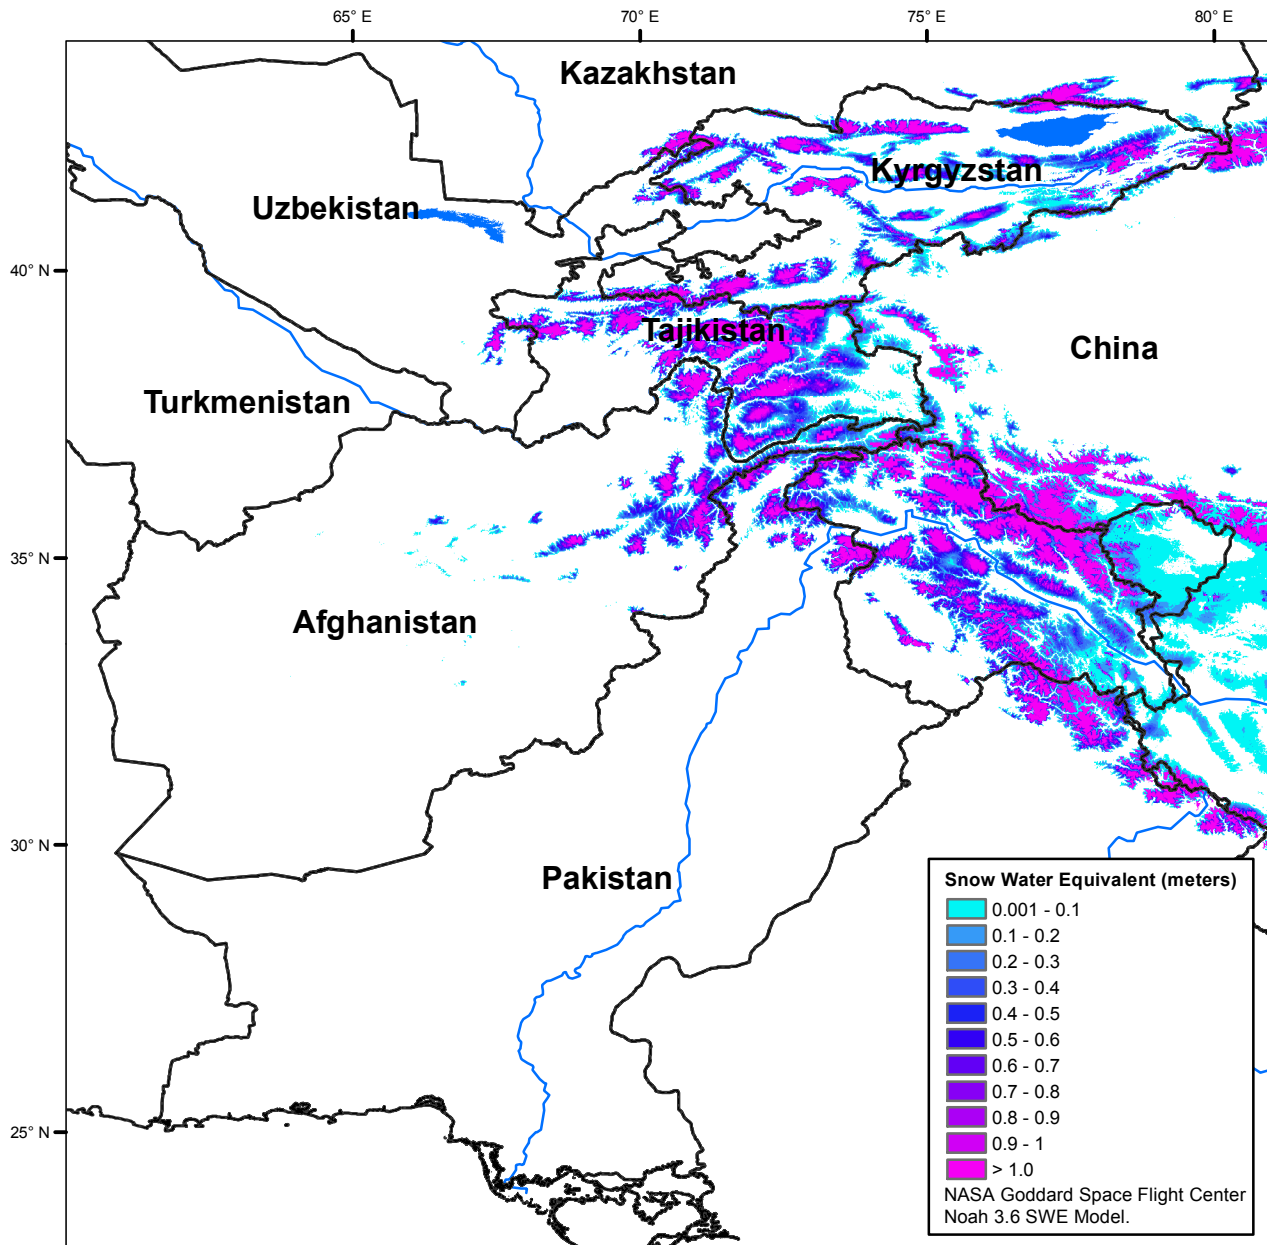 65° E
70° E
75° E
80° E
Kazakhstan
Kyrgyzstan
Uzbekistan
40° N
Tajikistan
China
Turkmenistan
35° N
Afghanistan
30° N
Pakistan
25° N
Snow Water Equivalent (meters)
0.001 - 0.1
0.1 - 0.2
0.2 - 0.3
0.3 - 0.4
0.4 - 0.5
0.5 - 0.6
0.6 - 0.7
0.7 - 0.8
0.8 - 0.9
0.9 - 1
> 1.0
NASA Goddard Space Flight Center
Noah 3.6 SWE Model.